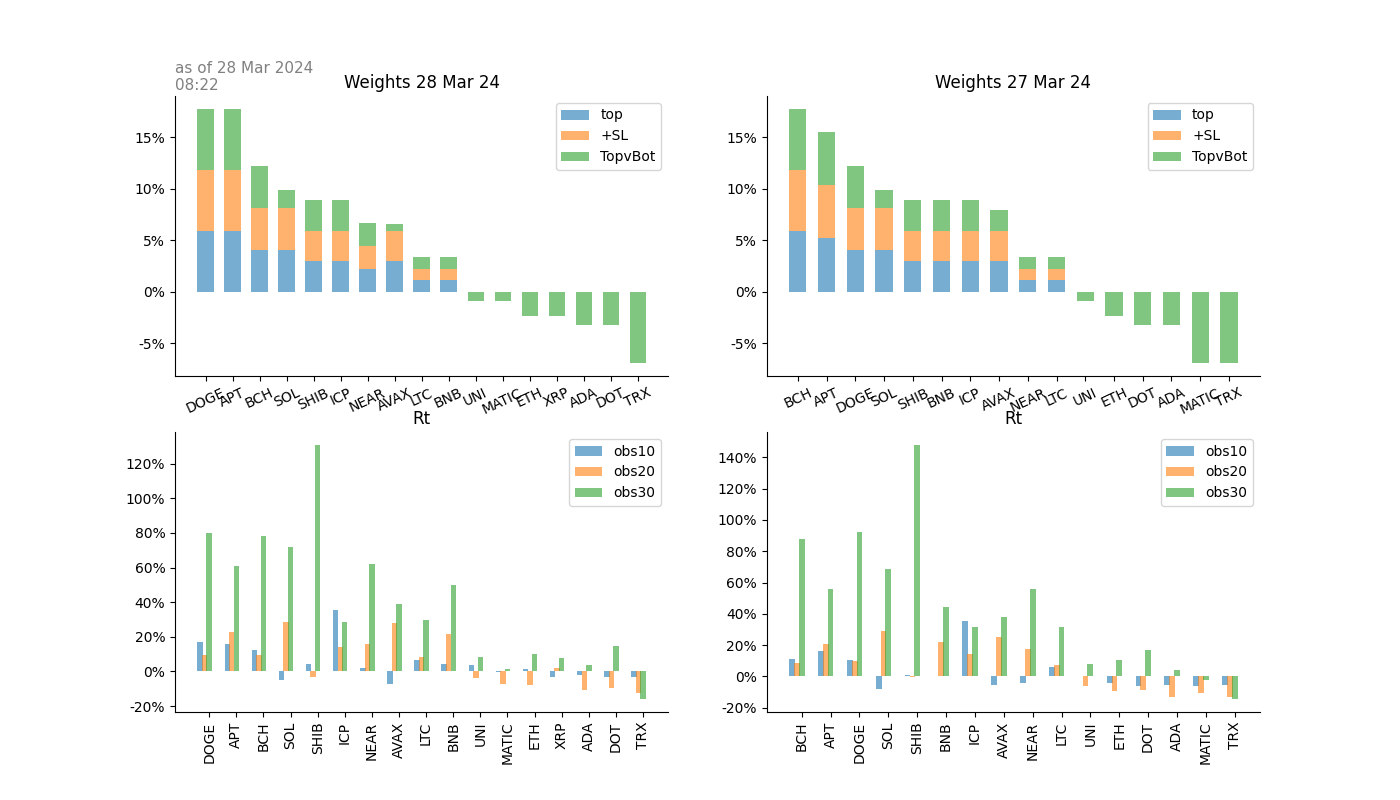 as of 28 Mar 2024
08:22
Weights 28 Mar 24
15%
10%
5%
0%
-5%
top
+SL
TopvBot
DOGE APT BCH SOL SHIB ICP NEAR AVAX LTC BNB UNI MATIC ETH XRP ADA DOT TRX
Weights 27 Mar 24
15%
10%
5%
0%
-5%
top
+SL
TopvBot
BCH APT DOGE SOL SHIB BNB ICP AVAX NEAR LTC UNI ETH DOT ADA MATIC TRX
Rt
120%
100%
80%
60%
40%
20%
0%
-20%
obs10
obs20
obs30
DOGE APT BCH SOL SHIB ICP NEAR AVAX LTC BNB UNI MATIC ETH XRP ADA DOT TRX
Rt
140%
120%
100%
80%
60%
40%
20%
0%
-20%
obs10
obs20
obs30
BCH APT DOGE SOL SHIB BNB ICP AVAX NEAR LTC UNI ETH DOT ADA MATIC TRX